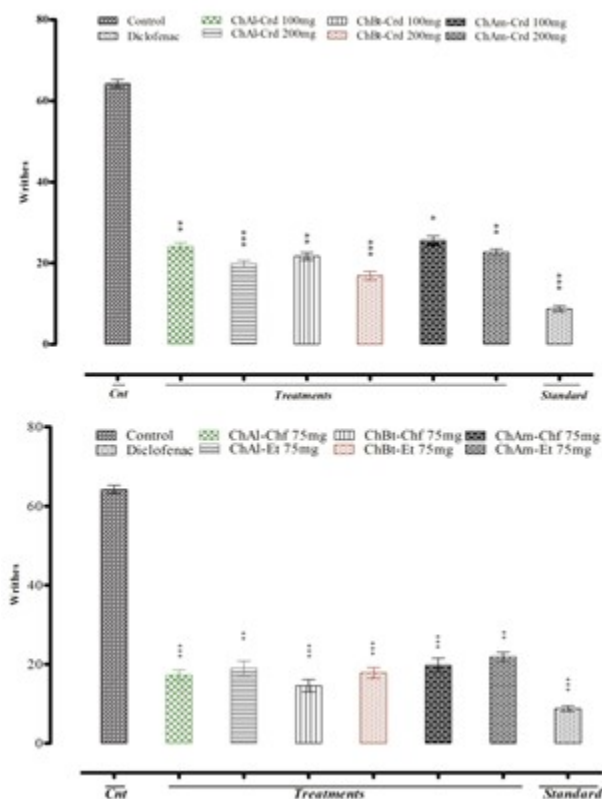 80
Control
ChAl-Crd 100mg
ChBt-Crd 100mg
ChAm-Crd 100mg
Diclofenac
ChAl-Crd 200mg
ChBt-Crd 200mg
ChAm-Crd 200mg
60
Writhes
40
20
0
**
***
**
***
*
**
***
Cnt
Treatments
Standard
80
Control
ChAl-Chf 75mg
ChBt-Chf 75mg
ChAm-Chf 75mg
Diclofenac
ChAl-Et 75mg
ChBt-Et 75mg
ChAm-Et 75mg
60
Writhes
40
20
0
***
**
***
***
***
**
***
Cnt
Treatments
Standard